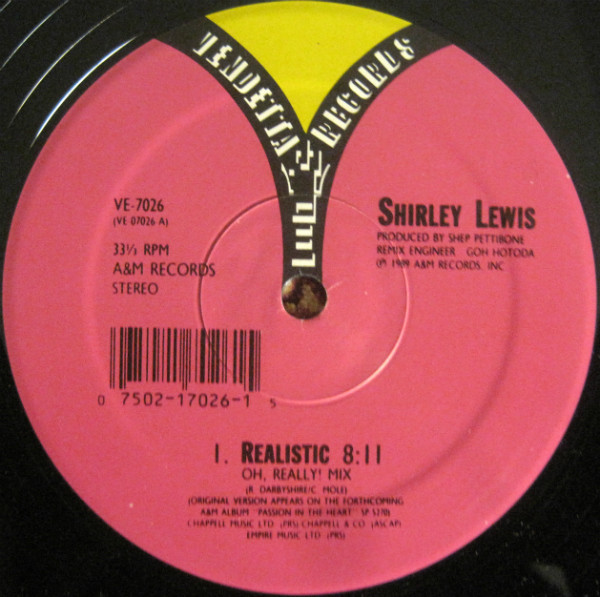 VENDETTA RECORDS
VE-7026
(VE 07026 A)
33⅓ RPM
A&M RECORDS
STEREO
SHIRLEY LEWIS
PRODUCED BY SHEP PETTIBONE
REMIX ENGINEER GOH HOTODA
℗ 1989 A&M RECORDS, INC
0 7502-17026-1 5
1. REALISTIC 8:11
OH, REALLY! MIX
(R. DARBYSHIRE/C. MOLE)
(ORIGINAL VERSION APPEARS ON THE FORTHCOMING
A&M ALBUM "PASSION IN THE HEART" SP 5270)
CHAPPELL MUSIC LTD. (PRS) CHAPPELL & CO. (ASCAP)
EMPIRE MUSIC LTD. (PRS)